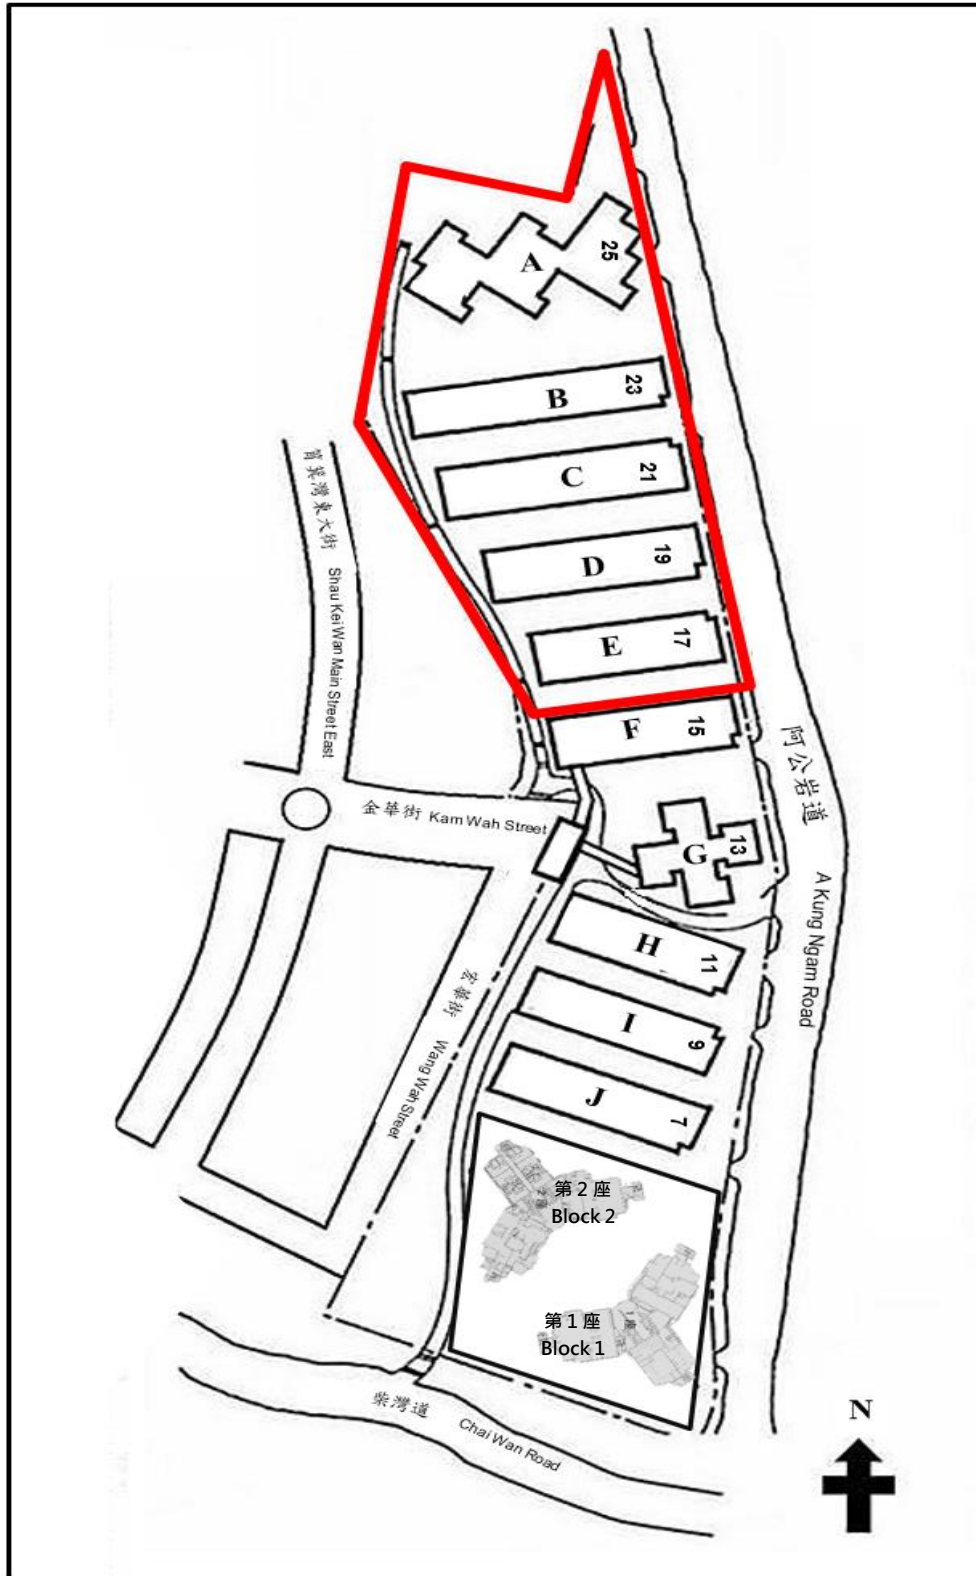 25
A
23
B
21
C
19
D
17
E
15
F
筲箕灣東大街 Shau Kei Wan Main Street East
阿公岩道 A Kung Ngam Road
金華街 Kam Wah Street
13
G
H
11
I
9
J
7
宏華街 Wang Wah Street
第 2 座
Block 2
第 1 座
Block 1
柴灣道 Chai Wan Road
N